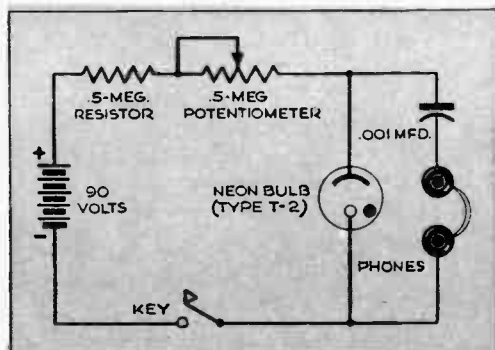 .5-MEG.
RESISTOR
.5-MEG
POTENTIOMETER
.001 MFD.
+
90
VOLTS
-
NEON BULB
(TYPE T-2)
PHONES
KEY